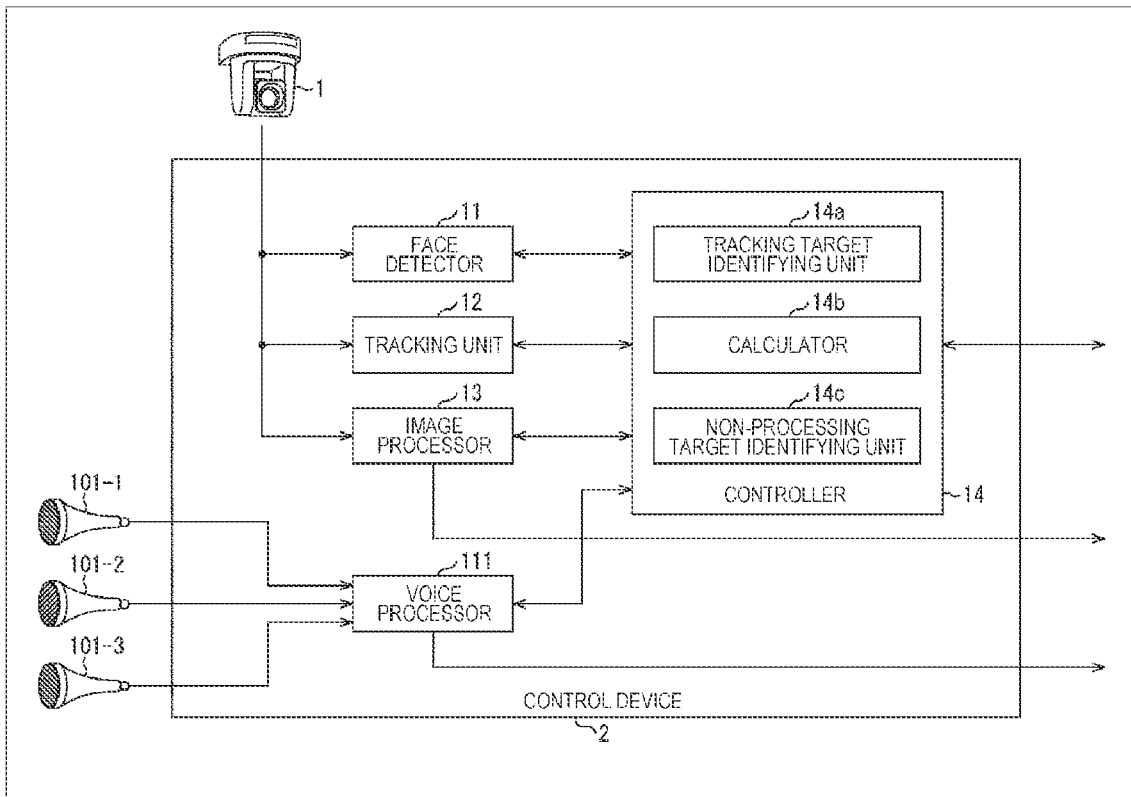 1
11
FACE
DETECTOR
12
TRACKING UNIT
13
IMAGE
PROCESSOR
14a
TRACKING TARGET
IDENTIFYING UNIT
14b
CALCULATOR
14c
NON-PROCESSING
TARGET IDENTIFYING UNIT
CONTROLLER
14
101-1
101-2
101-3
111
VOICE
PROCESSOR
CONTROL DEVICE
2